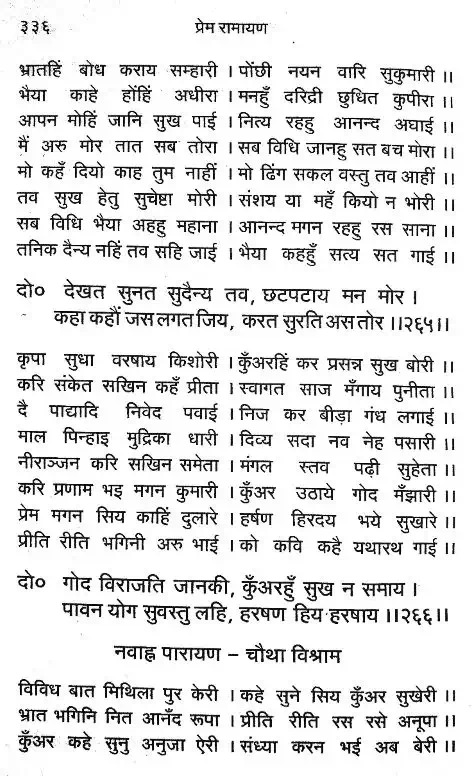 ३३६ प्रेम रामायण
भ्रातहिं बोध कराय सम्हारी । पोंछी नयन वारि सुकुमारी ।।
भैया काहे होंहिं अधीरा । मनहुँ दरिद्री छुधित कुपीरा ।।
आपन मोहिं जानि सुख पाई । नित्य रहहु आनन्द अघाई ।।
मैं अरु मोर तात सब तोरा । सब विधि जानहु सत बच मोरा ।।
मो कहँ दियो काह तुम नाहीं । मो ढिंग सकल वस्तु तव आहीं ।।
तव सुख हेतु सुचेष्टा मोरी । संशय या महँ कियो न भोरी ।।
सब विधि भैया अहहु महाना । आनन्द मगन रहहु रस साना ।।
तनिक दैन्य नहिं तव सहि जाई । भैया कहहुँ सत्य सत गाई ।।
दो० देखत सुनत सुदैन्य तव, छटपटाय मन मोर ।
कहा कहौं जस लगत जिय, करत सुरति अस तोर ।।२६५।।
कृपा सुधा वरषाय किशोरी । कुँअरहिं कर प्रसन्न सुख बोरी ।।
करि संकेत सखिन कहँ प्रीता । स्वागत साज मँगाय पुनीता ।।
दै पाद्यादि निवेद पवाई । निज कर बीड़ा गंध लगाई ।।
माल पिन्हाइ मुद्रिका धारी । दिव्य सदा नव नेह पसारी ।।
नीराञ्जन करि सखिन समेता । मंगल स्तव पढ़ी सुहेता ।।
करि प्रणाम भइ मगन कुमारी । कुँअर उठाये गोद मँझारी ।।
प्रेम मगन सिय काहिं दुलारे । हर्षण हिरदय भये सुखारे ।।
प्रीति रीति भगिनी अरु भाई । को कवि कहै यथारथ गाई ।।
दो० गोद विराजति जानकी, कुँअरहुँ सुख न समाय ।
पावन योग सुवस्तु लहि, हरषण हिय हरषाय ।।२६६।।
नवाह्न पारायण – चौथा विश्राम
विविध बात मिथिला पुर केरी । कहे सुने सिय कुँअर सुखेरी ।।
भ्रात भगिनि नित आनँद रूपा । प्रीति रीति रस रसे अनूपा ।।
कुँअर कहे सुनु अनुजा ऐरी । संध्या करन भई अब बेरी ।।